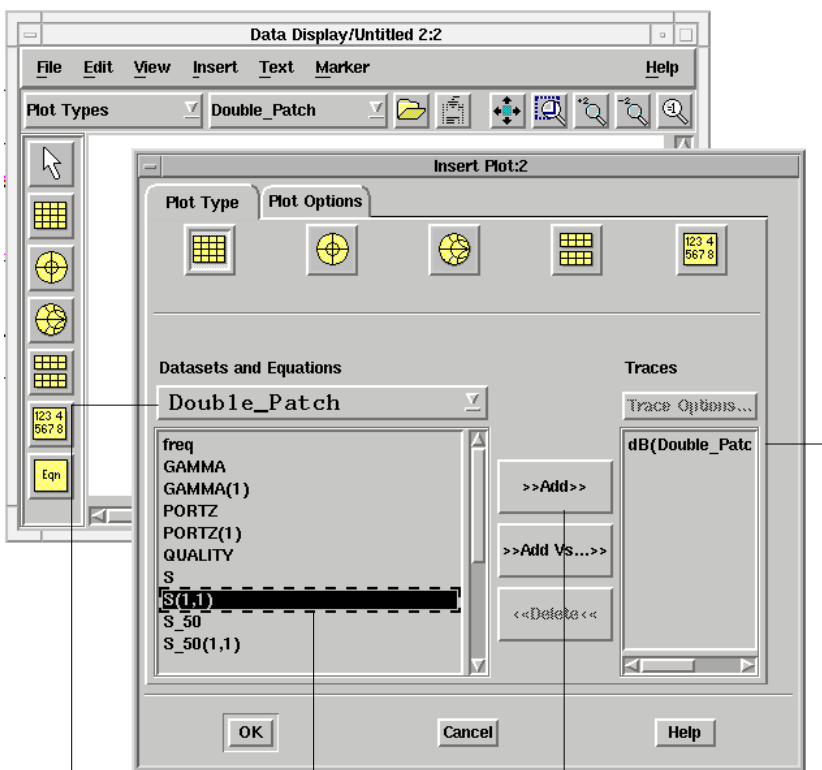 Data Display/Untitled 2:2
File Edit View Insert Text Marker Help
Plot Types Double_Patch +2 -2 1
Insert Plot:2
Plot Type Plot Options
123 4
567 8
Datasets and Equations Traces
Double_Patch Trace Options...
123 4
567 8
Eqn
freq
GAMMA
GAMMA(1)
PORTZ
PORTZ(1)
QUALITY
S
S(1,1)
S_50
S_50(1,1)
>>Add>>
>>Add Vs...>>
<<Delete<<
dB(Double_Patc
OK Cancel Help